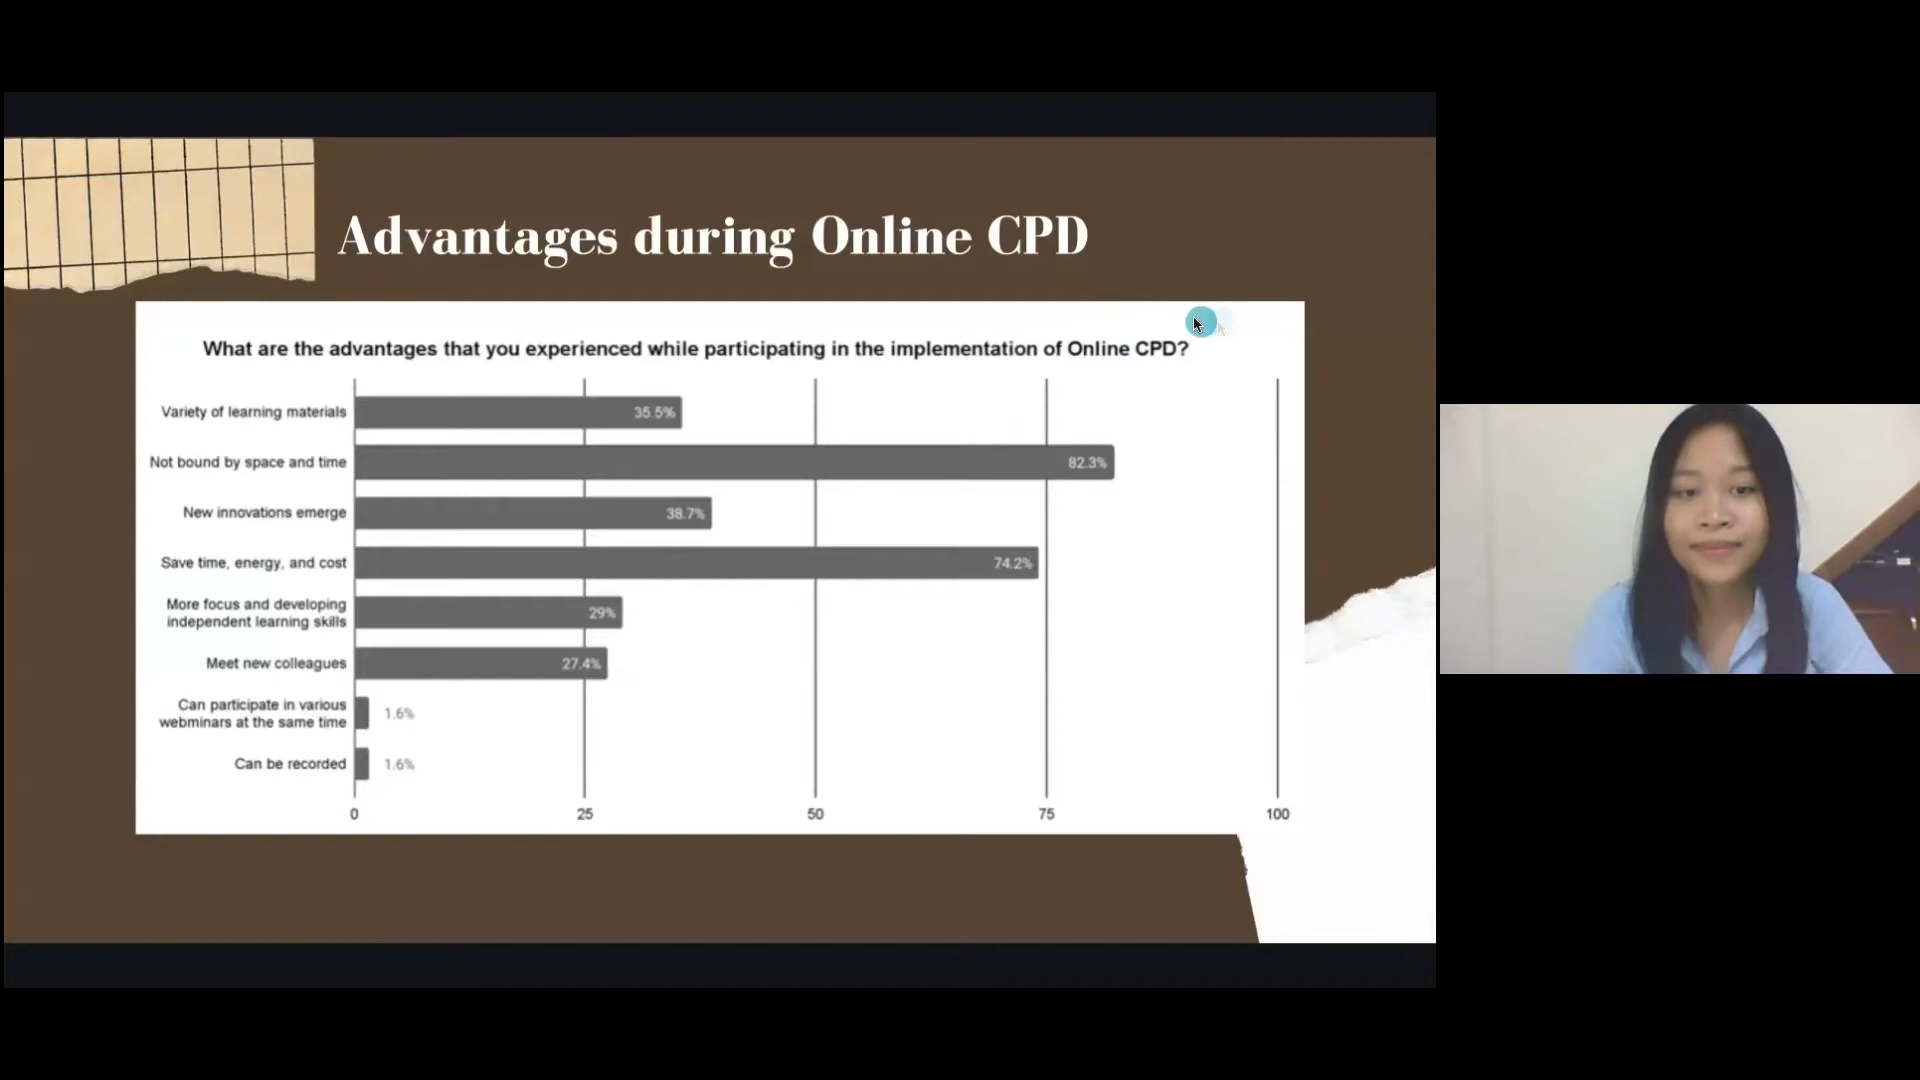 Advantages during Online CPD
What are the advantages that you experienced while participating in the implementation of Online CPD?
Variety of learning materials
35.5%
Not bound by space and time
82.3%
New innovations emerge
38.7%
Save time, energy, and cost
74.2%
More focus and developing
independent learning skills
29%
Meet new colleagues
27.4%
Can participate in various
webminars at the same time
1.6%
Can be recorded
1.6%
0 25 50 75 100